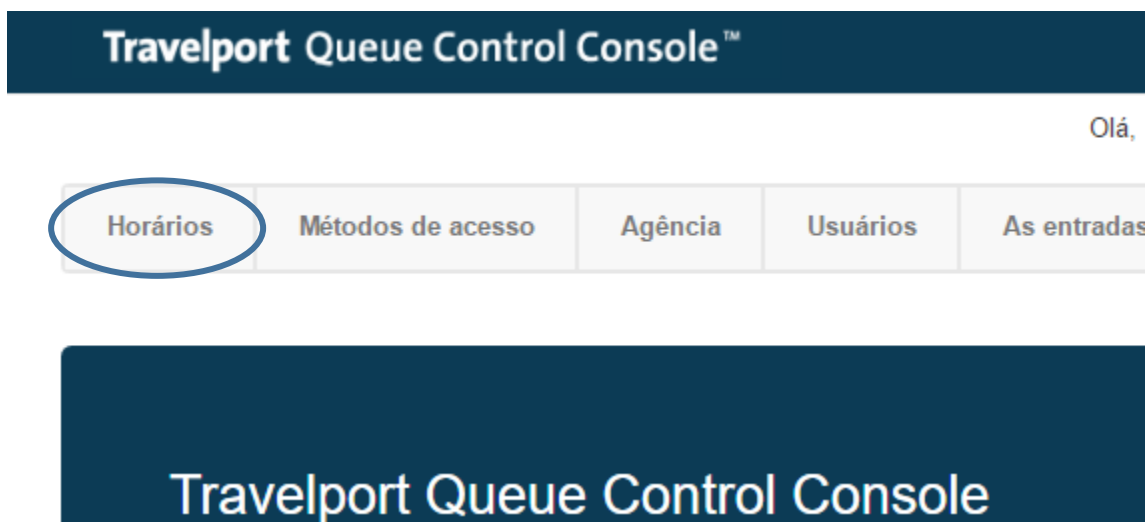 Travelport Queue Control Console™
Olá,
Horários Métodos de acesso Agência Usuários As entradas
Travelport Queue Control Console